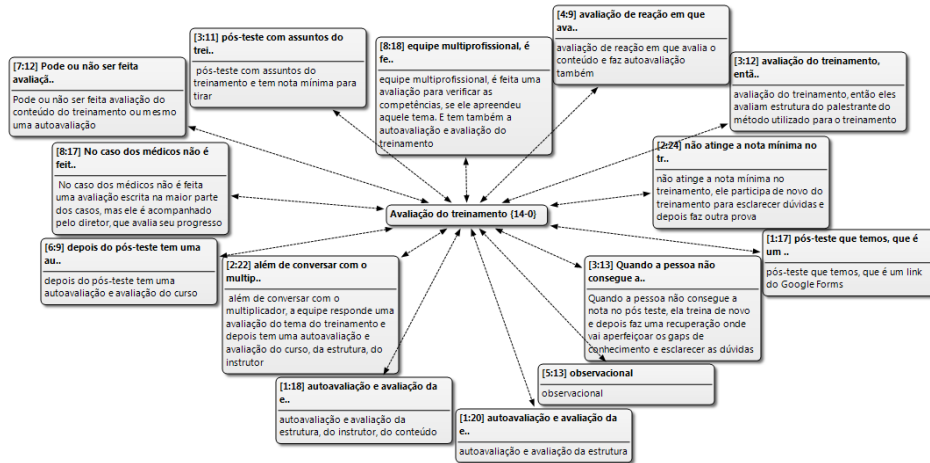 [4:9] avaliação de reação em que
ava..
avaliação de reação em que avalia o
conteúdo e faz autoavaliação
também
[3:11] pós-teste com assuntos do
trei..
pós-teste com assuntos do
treinamento e tem nota mínima para
tirar
[8:18] equipe multiprofissional, é
fe..
equipe multiprofissional, é feita uma
avaliação para verificar as
competências, se ele apreendeu
aquele tema. E tem também a
autoavaliação e avaliação do
treinamento
[7:12] Pode ou não ser feita
avaliaçã..
Pode ou não ser feita avaliação do
conteúdo do treinamento ou mesmo
uma autoavaliação
[3:12] avaliação do treinamento,
entã..
avaliação do treinamento, então eles
avaliam estrutura do palestrante do
método utilizado para o treinamento
[8:17] No caso dos médicos não é
feit..
No caso dos médicos não é feita
uma avaliação escrita na maior parte
dos casos, mas ele é acompanhado
pelo diretor, que avalia seu progresso
[2:24] não atinge a nota mínima no
tr..
não atinge a nota mínima no
treinamento, ele participa de novo do
treinamento para esclarecer dúvidas e
depois faz outra prova
Avaliação do treinamento {14-0}
[6:9] depois do pós-teste tem uma
au..
depois do pós-teste tem uma
autoavaliação e avaliação do curso
[1:17] pós-teste que temos, que é
um ..
pós-teste que temos, que é um link
do Google Forms
[2:22] além de conversar com o
multip..
além de conversar com o
multiplicador, a equipe responde uma
avaliação do tema do treinamento e
depois tem uma autoavaliação e
avaliação do curso, da estrutura, do
instrutor
[3:13] Quando a pessoa não
consegue a..
Quando a pessoa não consegue a
nota no pós teste, ela treina de novo
e depois faz uma recuperação onde
vai aperfeiçoar os gaps de
conhecimento e esclarecer as dúvidas
[5:13] observacional
observacional
[1:18] autoavaliação e avaliação da
e..
autoavaliação e avaliação da
estrutura, do instrutor, do conteúdo
[1:20] autoavaliação e avaliação da
e..
autoavaliação e avaliação da estrutura